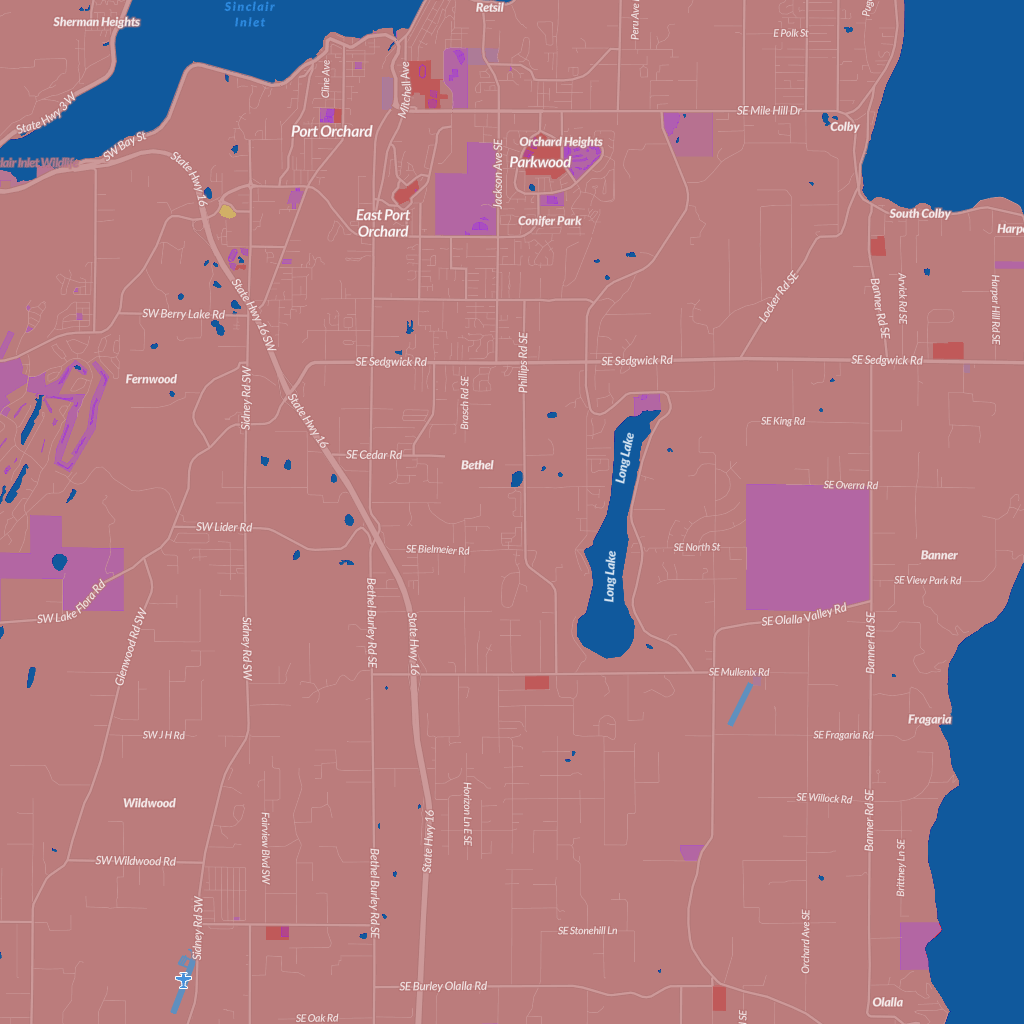 Sinclair
Inlet
Retsil
Sherman Heights
Peru Ave
E Polk St
Cline Ave
Mitchell Ave
State Hwy 3 W
SE Mile Hill Dr
Port Orchard
Colby
SW Bay St
Orchard Heights
Parkwood
clair Inlet Wildlife
State Hwy 16
Jackson Ave SE
East Port
Orchard
Conifer Park
South Colby
Harpe
Locker Rd SE
Banner Rd SE
Arvick Rd SE
Harper Hill Rd SE
SW Berry Lake Rd
State Hwy 16 SW
SE Sedgwick Rd
SE Sedgwick Rd
SE Sedgwick Rd
Phillips Rd SE
Fernwood
Sidney Rd SW
Brasch Rd SE
State Hwy 16
SE King Rd
SE Cedar Rd
Bethel
Long Lake
SE Overra Rd
SW Lider Rd
SE Bielmeier Rd
SE North St
Banner
Long Lake
SE View Park Rd
SW Lake Flora Rd
Bethel Burley Rd SE
SE Olalla Valley Rd
Glenwood Rd SW
Sidney Rd SW
State Hwy 16
Banner Rd SE
SE Mullenix Rd
Fragaria
SW J H Rd
SE Fragaria Rd
Wildwood
Horizon Ln E SE
SE Willock Rd
Banner Rd SE
State Hwy 16
Fairview Blvd SW
SW Wildwood Rd
Brittney Ln SE
Bethel Burley Rd SE
Sidney Rd SW
SE Stonehill Ln
Orchard Ave SE
SE Burley Olalla Rd
Olalla
SE Oak Rd
SE